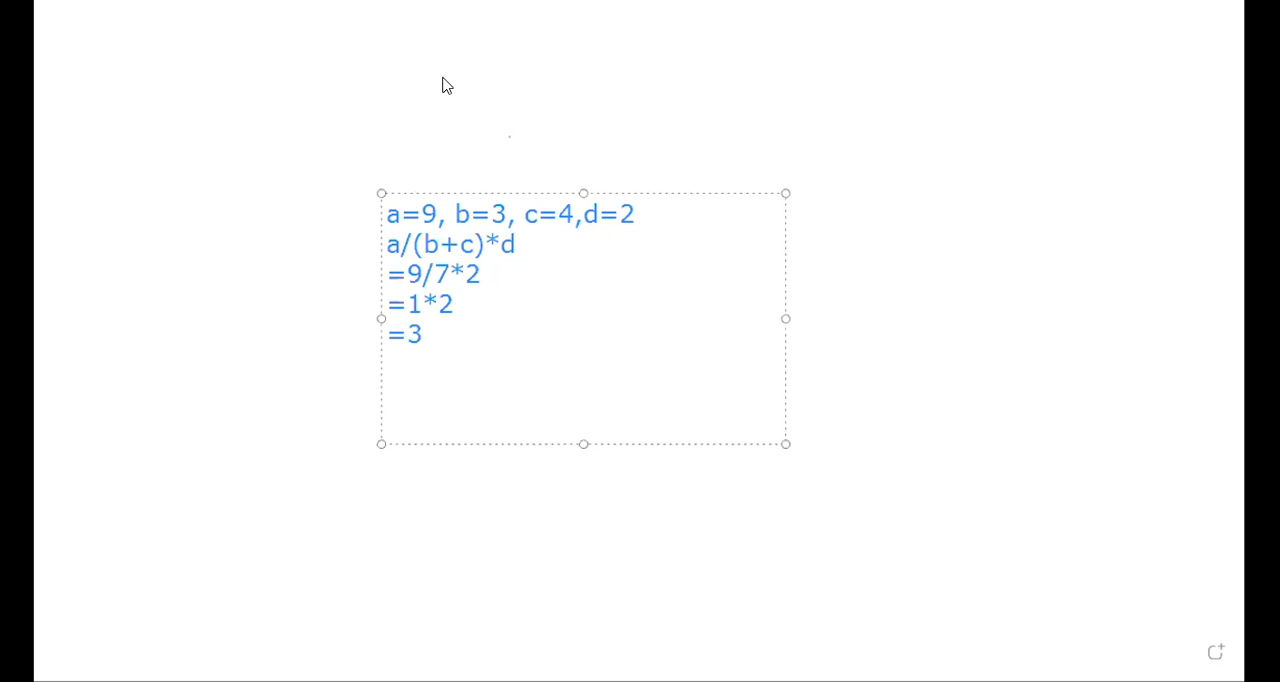 a=9, b=3, c=4,d=2
a/(b+c)*d
=9/7*2
=1*2
=3